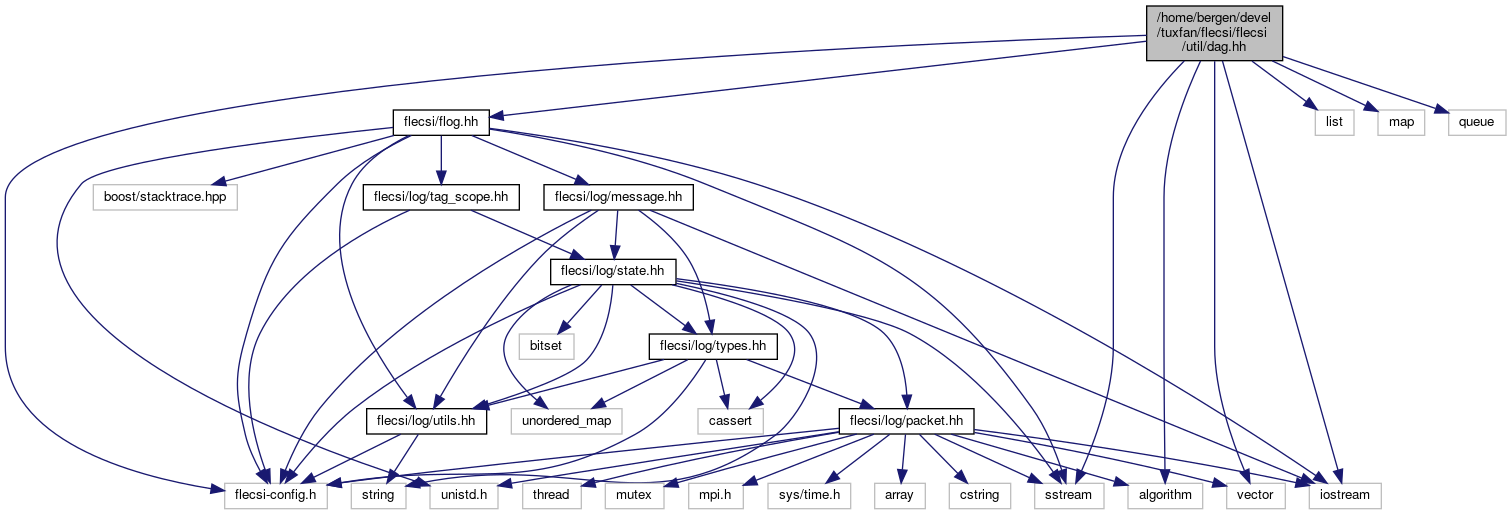 /home/bergen/devel
/tuxfan/flecsi/flecsi
/util/dag.hh
flecsi/flog.hh
list
map
queue
boost/stacktrace.hpp
flecsi/log/tag_scope.hh
flecsi/log/message.hh
flecsi/log/state.hh
bitset
flecsi/log/types.hh
flecsi/log/utils.hh
unordered_map
cassert
flecsi/log/packet.hh
flecsi-config.h
string
unistd.h
thread
mutex
mpi.h
sys/time.h
array
cstring
sstream
algorithm
vector
iostream